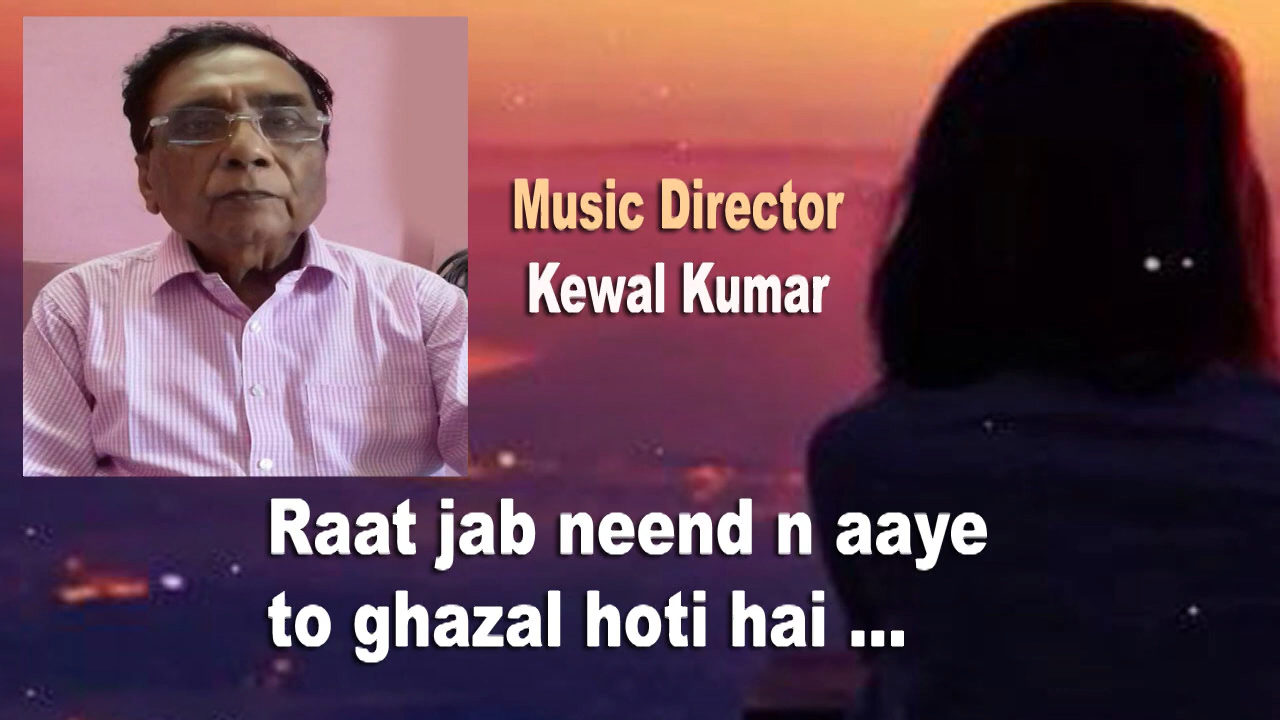 Music Director
Kewal Kumar
Raat jab neend n aaye
to ghazal hoti hai ...